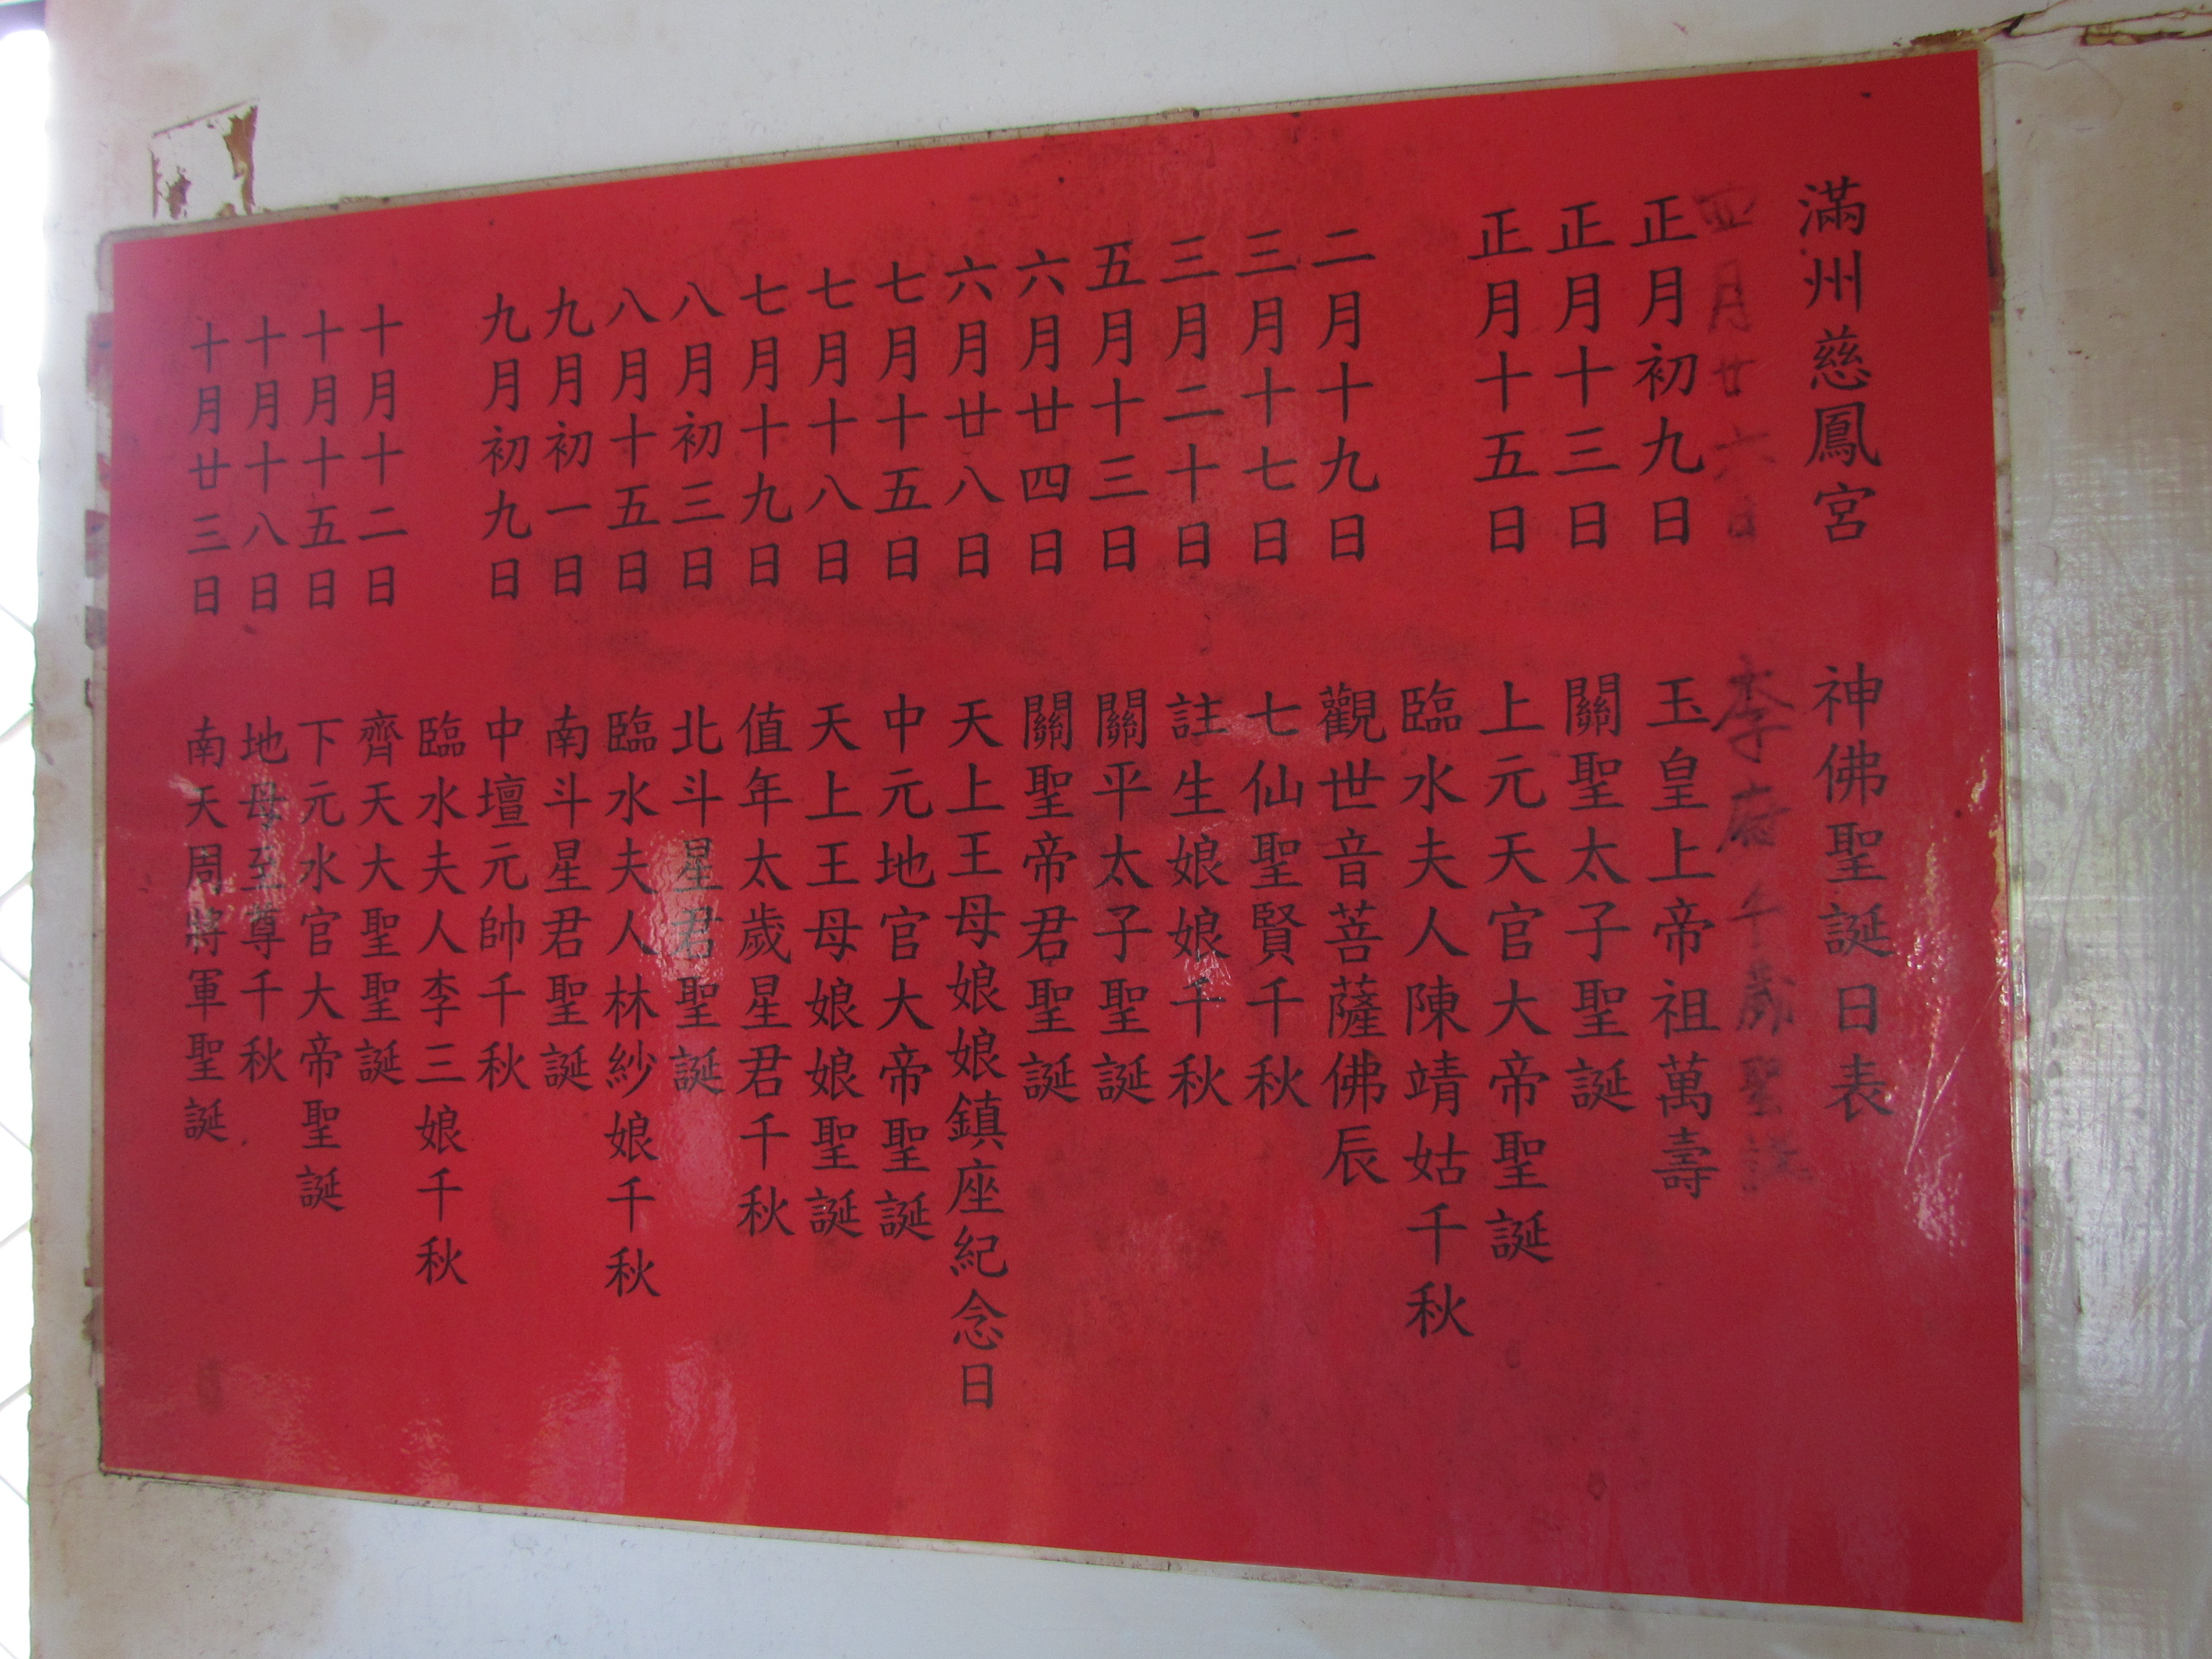 滿州慈鳳宮 神佛聖誕日表
四月廿六日 李府千歲聖誕
正月初九日 玉皇上帝祖萬壽
正月十三日 關聖太子聖誕
正月十五日 上元天官大帝聖誕
臨水夫人陳靖姑千秋
二月十九日 觀世音菩薩佛辰
三月十七日 七仙聖賢千秋
三月二十日 註生娘娘千秋
五月十三日 關平太子聖誕
六月廿四日 關聖帝君聖誕
六月廿八日 天上王母娘娘鎮座紀念日
七月十五日 中元地官大帝聖誕
七月十八日 天上王母娘娘聖誕
七月十九日 值年太歲星君千秋
八月初三日 北斗星君聖誕
八月十五日 臨水夫人林紗娘千秋
九月初一日 南斗星君聖誕
九月初九日 中壇元帥千秋
臨水夫人李三娘千秋
十月十二日 齊天大聖聖誕
十月十五日 下元水官大帝聖誕
十月十八日 地母至尊千秋
十月廿三日 南天周將軍聖誕